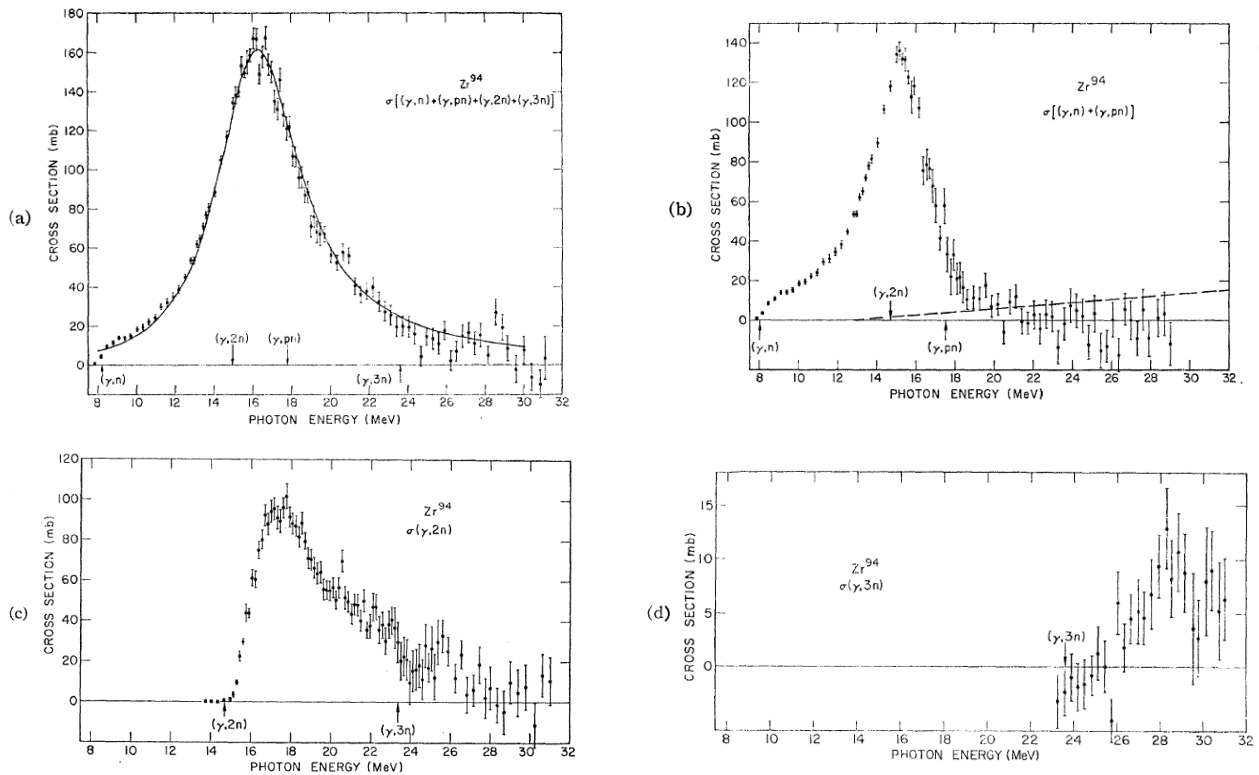 (a)
CROSS SECTION (mb)
180
160
140
120
100
80
60
40
20
0
Zr94
σ[(γ,n)+(γ,pn)+(γ,2n)+(γ,3n)]
(γ,2n)
(γ,pn)
(γ,n)
(γ,3n)
8 10 12 14 16 18 20 22 24 26 28 30 32
PHOTON ENERGY (MeV)
(b)
CROSS SECTION (mb)
140
120
100
80
60
40
20
0
Zr94
σ[(γ,n)+(γ,pn)]
(γ,2n)
(γ,n)
(γ,pn)
8 10 12 14 16 18 20 22 24 26 28 30 32
PHOTON ENERGY (MeV)
(c)
CROSS SECTION (mb)
120
100
80
60
40
20
0
Zr94
σ(γ,2n)
(γ,2n)
(γ,3n)
8 10 12 14 16 18 20 22 24 26 28 30 32
PHOTON ENERGY (MeV)
(d)
CROSS SECTION (mb)
15
10
5
0
Zr94
σ(γ,3n)
(γ,3n)
8 10 12 14 16 18 20 22 24 26 28 30 32
PHOTON ENERGY (MeV)